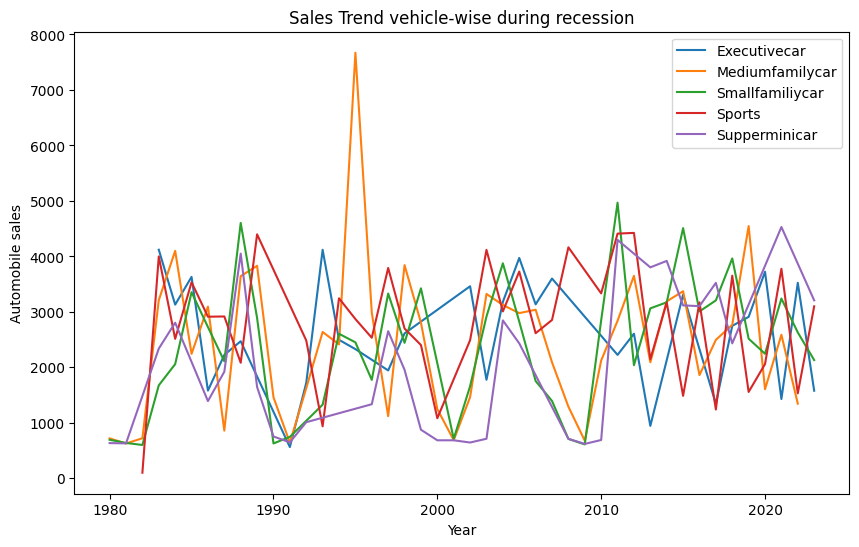 Sales Trend vehicle-wise during recession
Executivecar
Mediumfamilycar
Smallfamiliycar
Sports
Supperminicar
8000
7000
6000
5000
4000
3000
2000
1000
0
Automobile sales
1980
1990
2000
2010
2020
Year